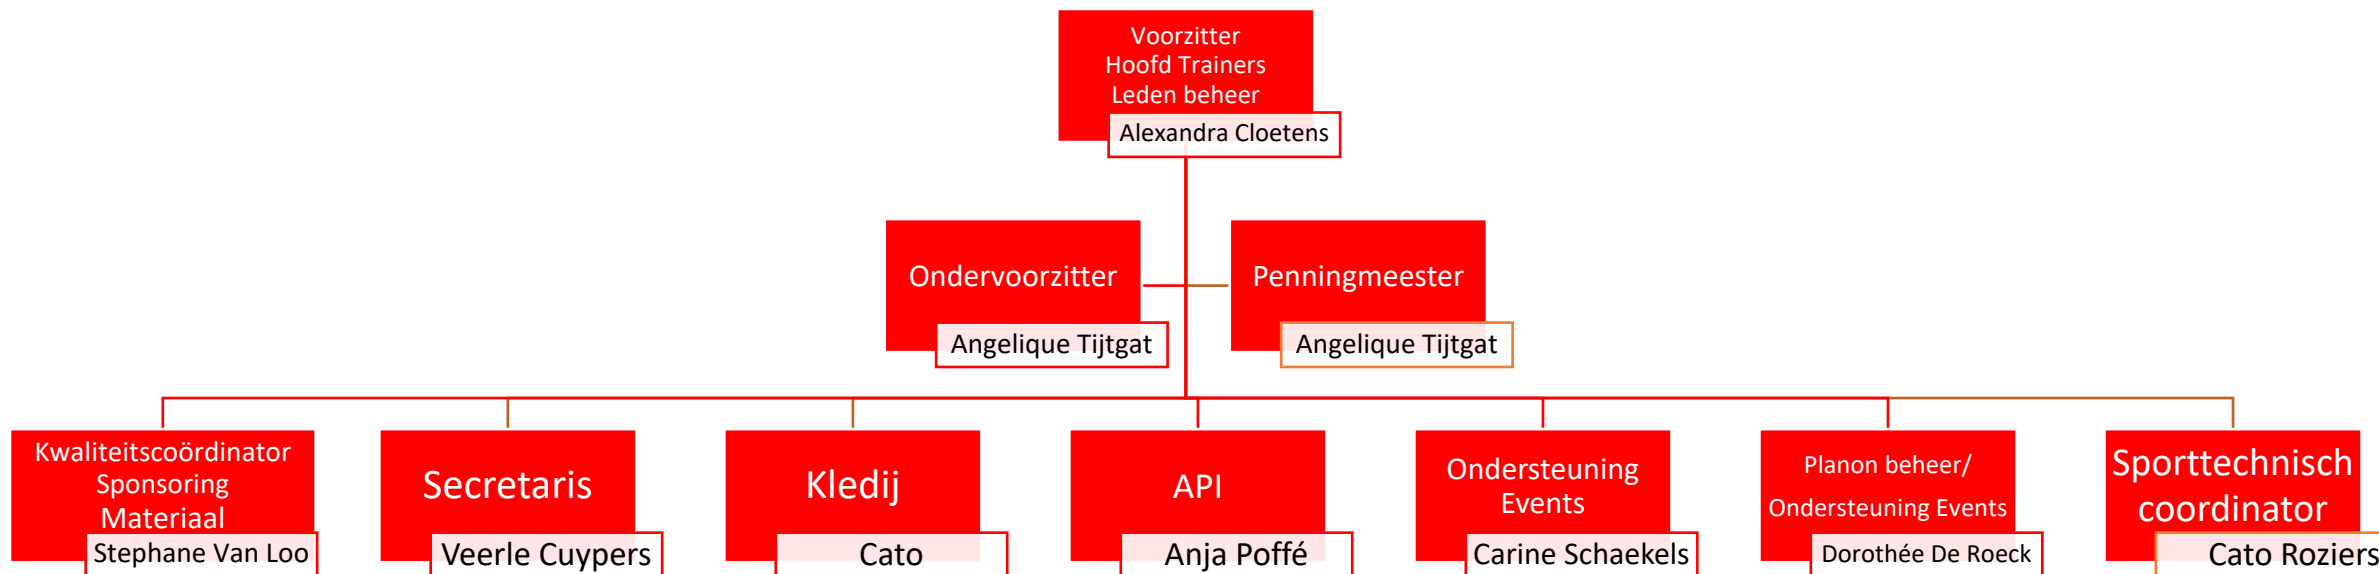 Voorzitter
Hoofd Trainers
Leden beheer
Alexandra Cloetens
Ondervoorzitter
Angelique Tijtgat
Penningmeester
Angelique Tijtgat
Kwaliteitscoördinator
Sponsoring
Materiaal
Stephane Van Loo
Secretaris
Veerle Cuypers
Kledij
Cato
API
Anja Poffé
Ondersteuning
Events
Carine Schaekels
Planon beheer/
Ondersteuning Events
Dorothée De Roeck
Sporttechnisch
coordinator
Cato Roziers